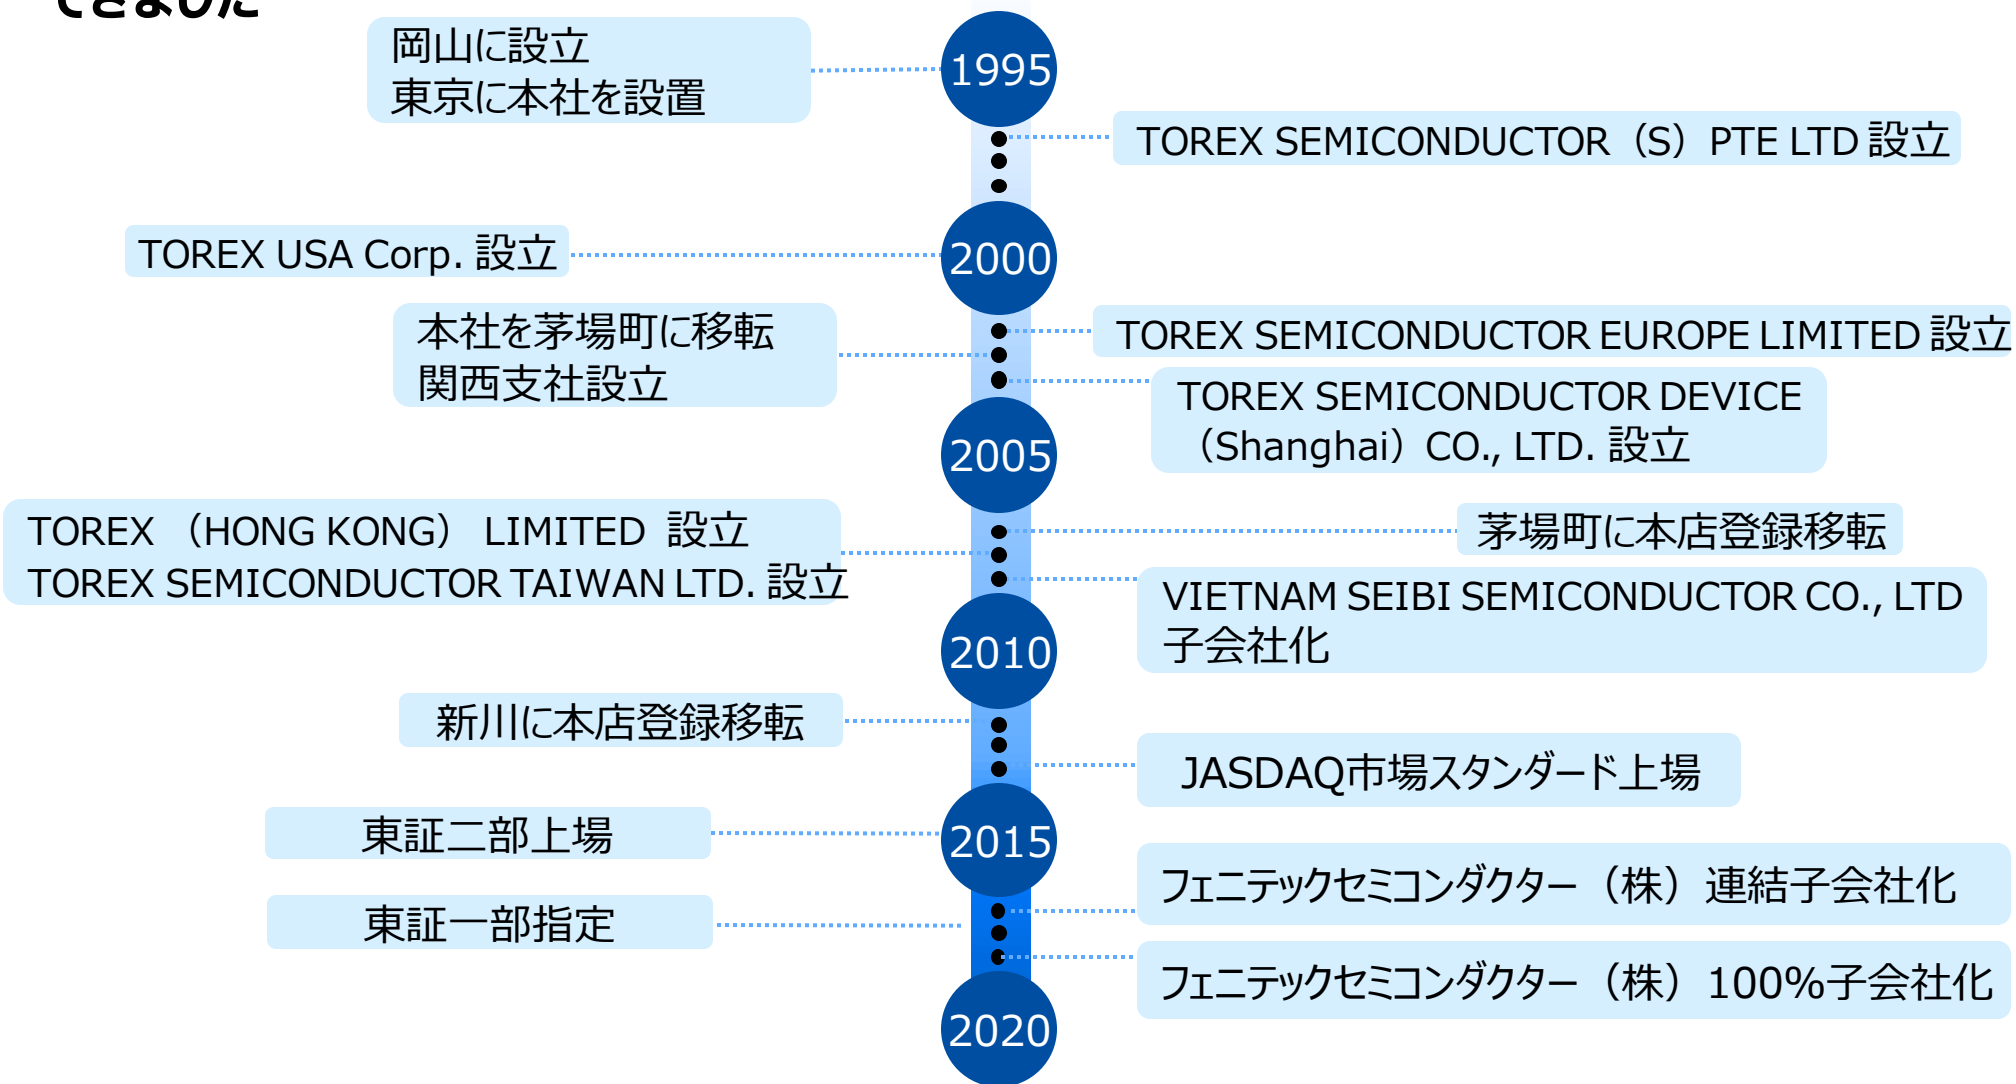 てきました
岡山に設立
東京に本社を設置
1995
TOREX SEMICONDUCTOR（S）PTE LTD 設立
TOREX USA Corp. 設立
2000
本社を茅場町に移転
関西支社設立
TOREX SEMICONDUCTOR EUROPE LIMITED 設立
TOREX SEMICONDUCTOR DEVICE
（Shanghai）CO., LTD. 設立
2005
茅場町に本店登録移転
TOREX （HONG KONG） LIMITED 設立
TOREX SEMICONDUCTOR TAIWAN LTD. 設立
VIETNAM SEIBI SEMICONDUCTOR CO., LTD
子会社化
2010
新川に本店登録移転
JASDAQ市場スタンダード上場
東証二部上場
2015
フェニテックセミコンダクター（株）連結子会社化
東証一部指定
フェニテックセミコンダクター（株）100%子会社化
2020